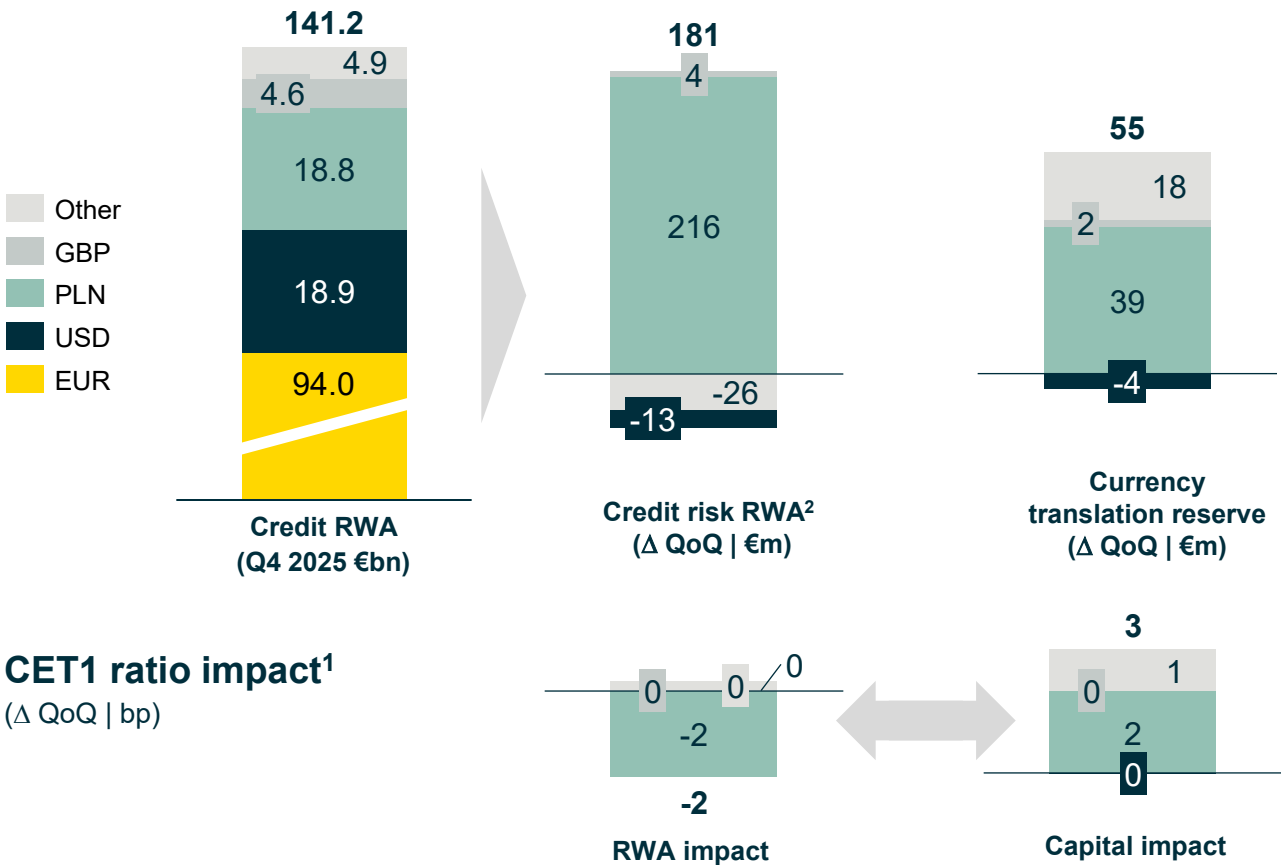 141.2
4.9
4.6
18.8
18.9
94.0
Other
GBP
PLN
USD
EUR
Credit RWA
(Q4 2025 €bn)
181
4
216
-26
-13
Credit risk RWA²
(Δ QoQ | €m)
55
18
2
39
-4
Currency
translation reserve
(Δ QoQ | €m)
CET1 ratio impact¹
(Δ QoQ | bp)
0
0
0
-2
-2
RWA impact
3
1
0
2
0
Capital impact